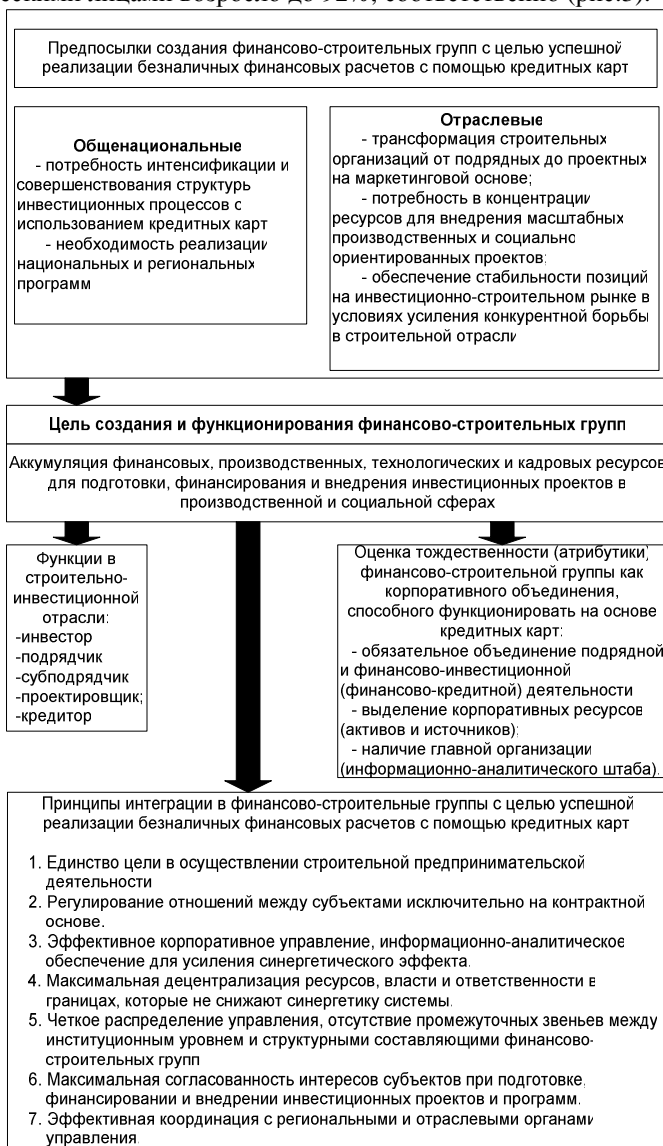 скими лицами возросло до 92%, соответственно (рис.3).
Предпосылки создания финансово-строительных групп с целью успешной
реализации безналичных финансовых расчетов с помощью кредитных карт
Общенациональные
- потребность интенсификации и
совершенствования структуры
инвестиционных процессов с
использованием кредитных карт
- необходимость реализации
национальных и региональных
программ
Отраслевые
- трансформация строительных
организаций от подрядных до проектных
на маркетинговой основе;
- потребность в концентрации
ресурсов для внедрения масштабных
производственных и социально
ориентированных проектов;
- обеспечение стабильности позиций
на инвестиционно-строительном рынке в
условиях усиления конкурентной борьбы
в строительной отрасли
Цель создания и функционирования финансово-строительных групп
Аккумуляция финансовых, производственных, технологических и кадровых ресурсов
для подготовки, финансирования и внедрения инвестиционных проектов в
производственной и социальной сферах
Функции в
строительно-
инвестиционной
отрасли:
-инвестор
-подрядчик
-субподрядчик
-проектировщик;
-кредитор
Оценка тождественности (атрибутики)
финансово-строительной группы как
корпоративного объединения,
способного функционировать на основе
кредитных карт:
- обязательное объединение подрядной
и финансово-инвестиционной
(финансово-кредитной) деятельности
- выделение корпоративных ресурсов
(активов и источников);
- наличие главной организации
(информационно-аналитического штаба).
Принципы интеграции в финансово-строительные группы с целью успешной
реализации безналичных финансовых расчетов с помощью кредитных карт
1. Единство цели в осуществлении строительной предпринимательской
деятельности
2. Регулирование отношений между субъектами исключительно на контрактной
основе.
3. Эффективное корпоративное управление, информационно-аналитическое
обеспечение для усиления синергетического эффекта.
4. Максимальная децентрализация ресурсов, власти и ответственности в
границах, которые не снижают синергетику системы.
5. Четкое распределение управления, отсутствие промежуточных звеньев между
институционным уровнем и структурными составляющими финансово-
строительных групп
6. Максимальная согласованность интересов субъектов при подготовке,
финансировании и внедрении инвестиционных проектов и программ.
7. Эффективная координация с региональными и отраслевыми органами
управления.